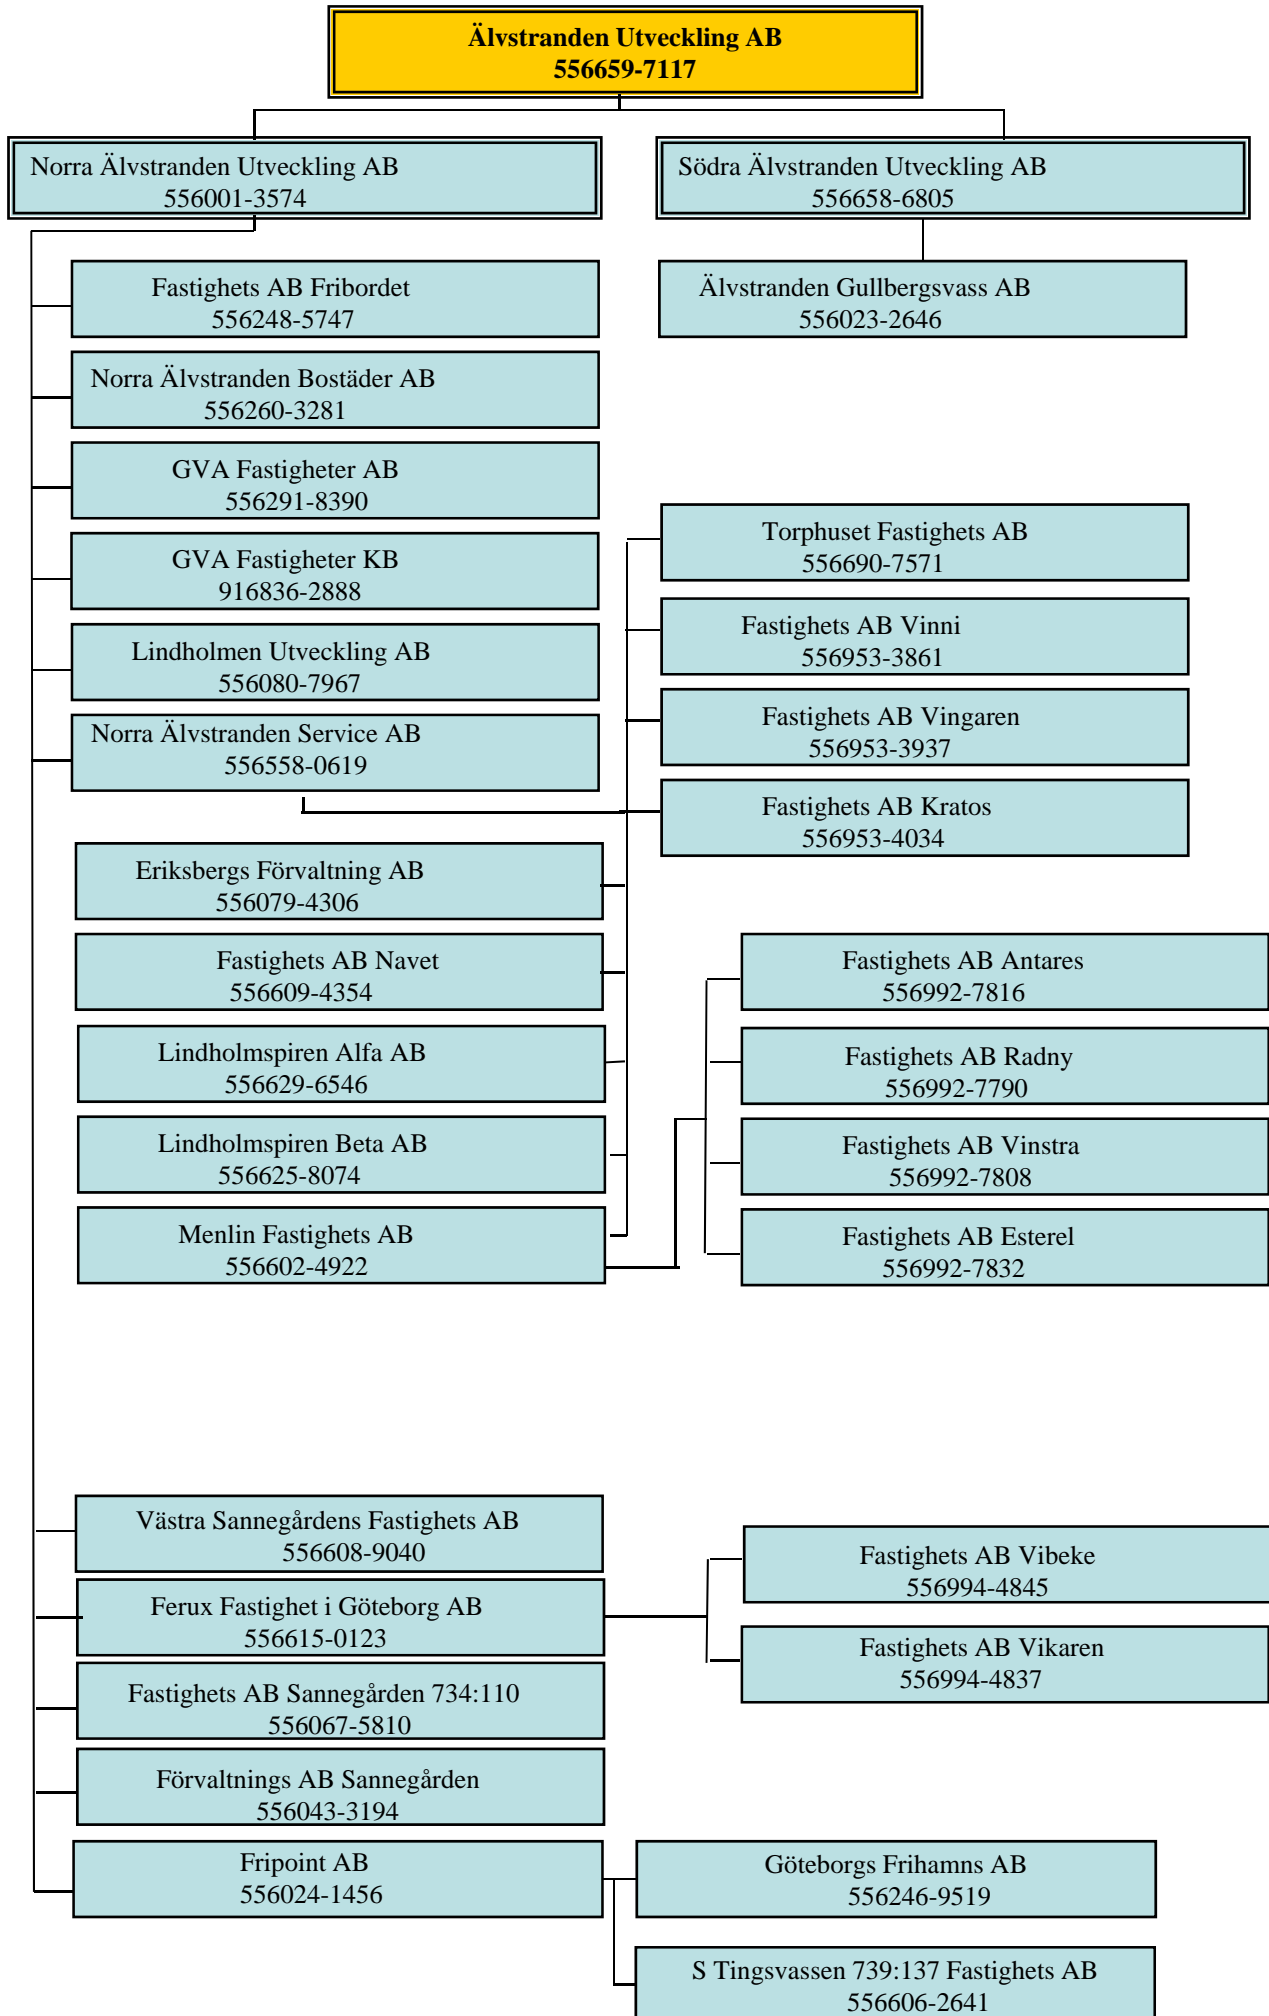 Älvstranden Utveckling AB
556659-7117
Norra Älvstranden Utveckling AB
556001-3574
Södra Älvstranden Utveckling AB
556658-6805
Fastighets AB Fribordet
556248-5747
Älvstranden Gullbergsvass AB
556023-2646
Norra Älvstranden Bostäder AB
556260-3281
GVA Fastigheter AB
556291-8390
GVA Fastigheter KB
916836-2888
Lindholmen Utveckling AB
556080-7967
Norra Älvstranden Service AB
556558-0619
Torphuset Fastighets AB
556690-7571
Fastighets AB Vinni
556953-3861
Fastighets AB Vingaren
556953-3937
Fastighets AB Kratos
556953-4034
Eriksbergs Förvaltning AB
556079-4306
Fastighets AB Navet
556609-4354
Lindholmspiren Alfa AB
556629-6546
Lindholmspiren Beta AB
556625-8074
Menlin Fastighets AB
556602-4922
Fastighets AB Antares
556992-7816
Fastighets AB Radny
556992-7790
Fastighets AB Vinstra
556992-7808
Fastighets AB Esterel
556992-7832
Västra Sannegårdens Fastighets AB
556608-9040
Ferux Fastighet i Göteborg AB
556615-0123
Fastighets AB Vibeke
556994-4845
Fastighets AB Vikaren
556994-4837
Fastighets AB Sannegården 734:110
556067-5810
Förvaltnings AB Sannegården
556043-3194
Fripoint AB
556024-1456
Göteborgs Frihamns AB
556246-9519
S Tingsvassen 739:137 Fastighets AB
556606-2641